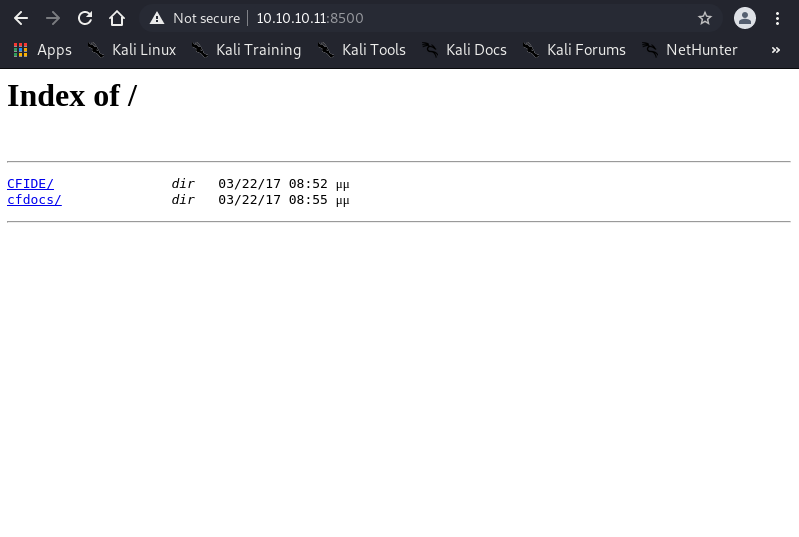 Not secure 10.10.10.11:8500
Apps Kali Linux Kali Training Kali Tools Kali Docs Kali Forums NetHunter »
Index of /
CFIDE/ dir 03/22/17 08:52 μμ
cfdocs/ dir 03/22/17 08:55 μμ